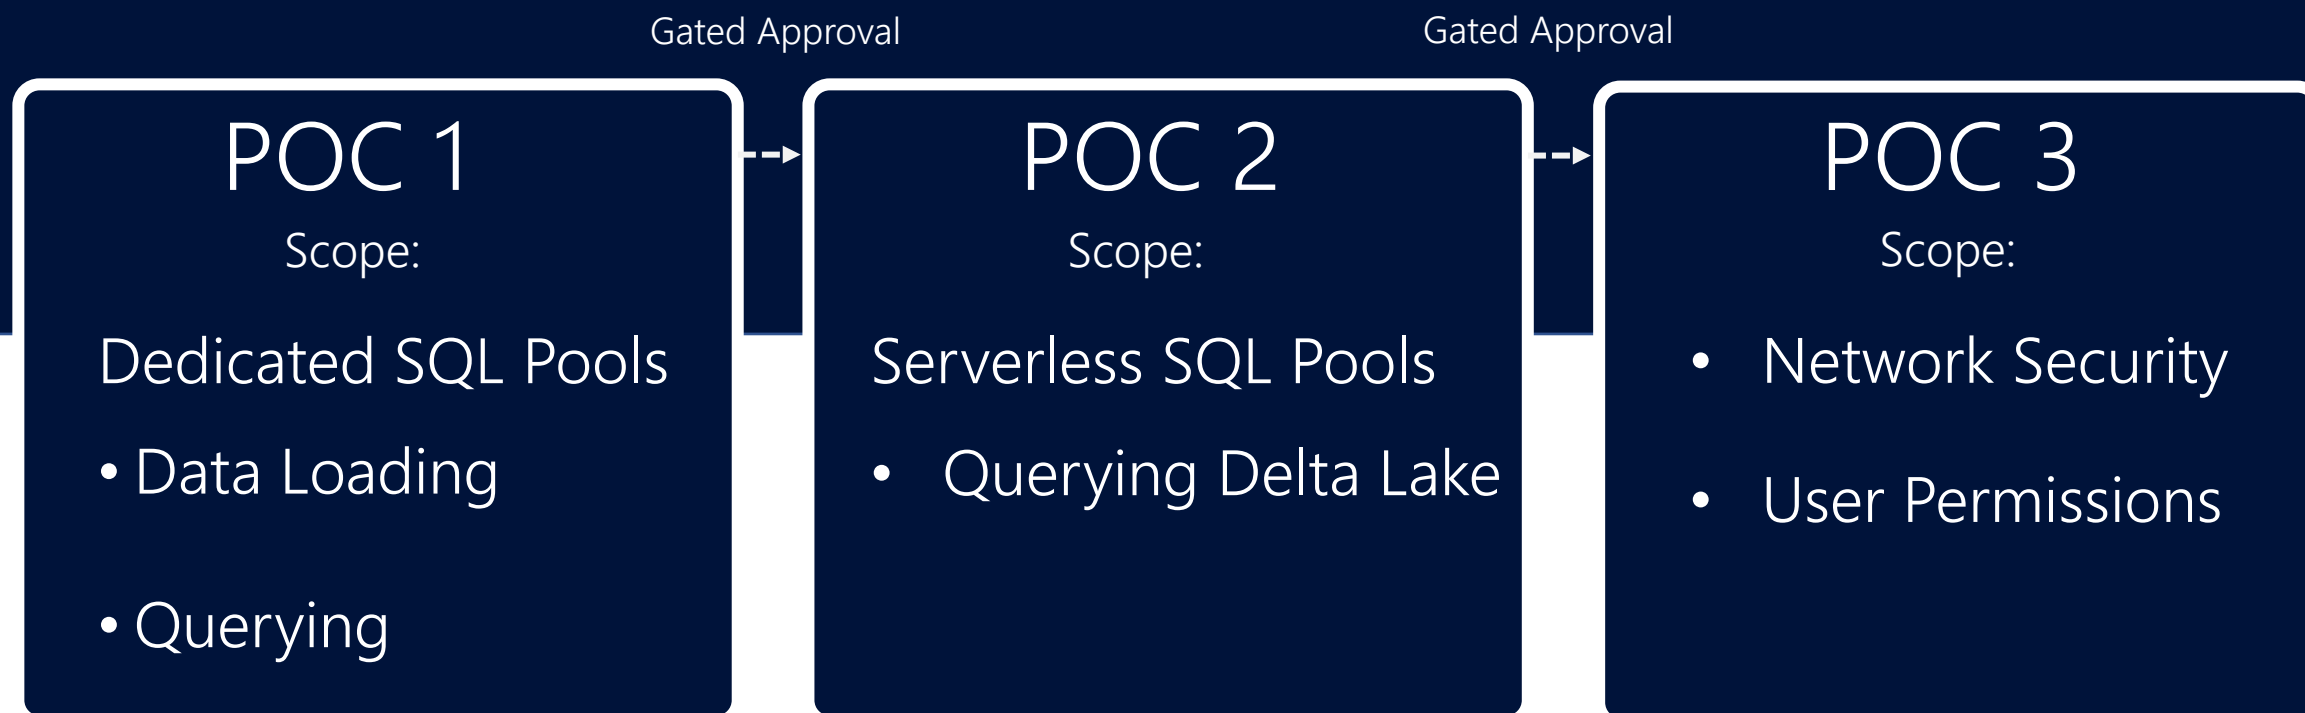 Gated Approval
Gated Approval
POC 1
Scope:
Dedicated SQL Pools
• Data Loading
• Querying
POC 2
Scope:
Serverless SQL Pools
• Querying Delta Lake
POC 3
Scope:
• Network Security
• User Permissions